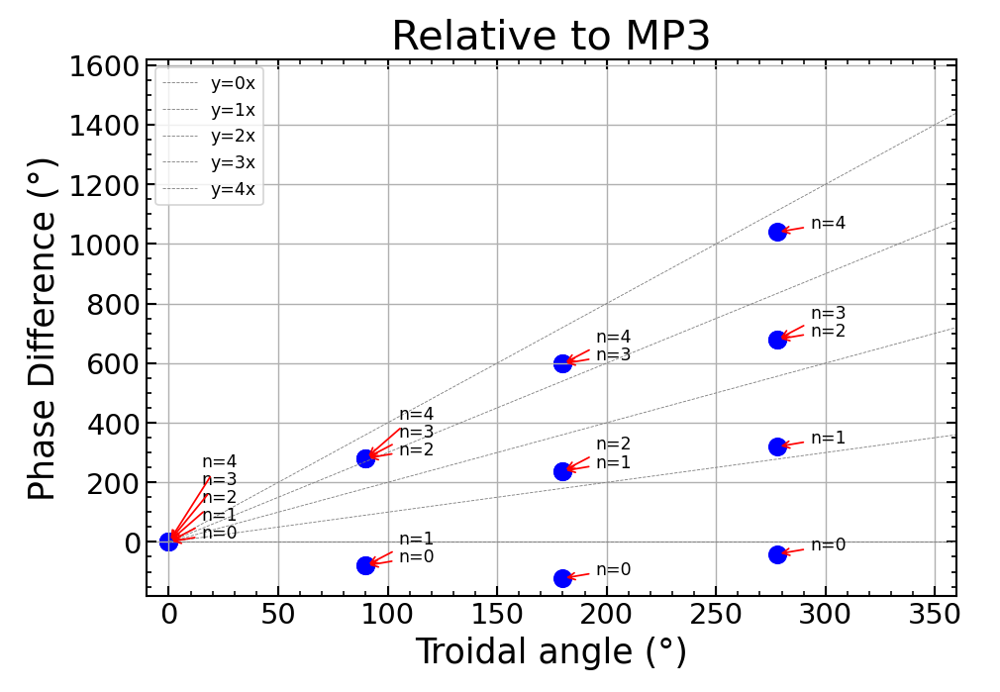 Relative to MP3
Phase Difference (°)
1600
1400
1200
1000
800
600
400
200
0
y=0x
y=1x
y=2x
y=3x
y=4x
n=4
n=3
n=2
n=1
n=0
n=4
n=3
n=2
n=1
n=0
n=4
n=3
n=2
n=1
n=0
n=4
n=3
n=2
n=1
n=0
0 50 100 150 200 250 300 350
Troidal angle (°)